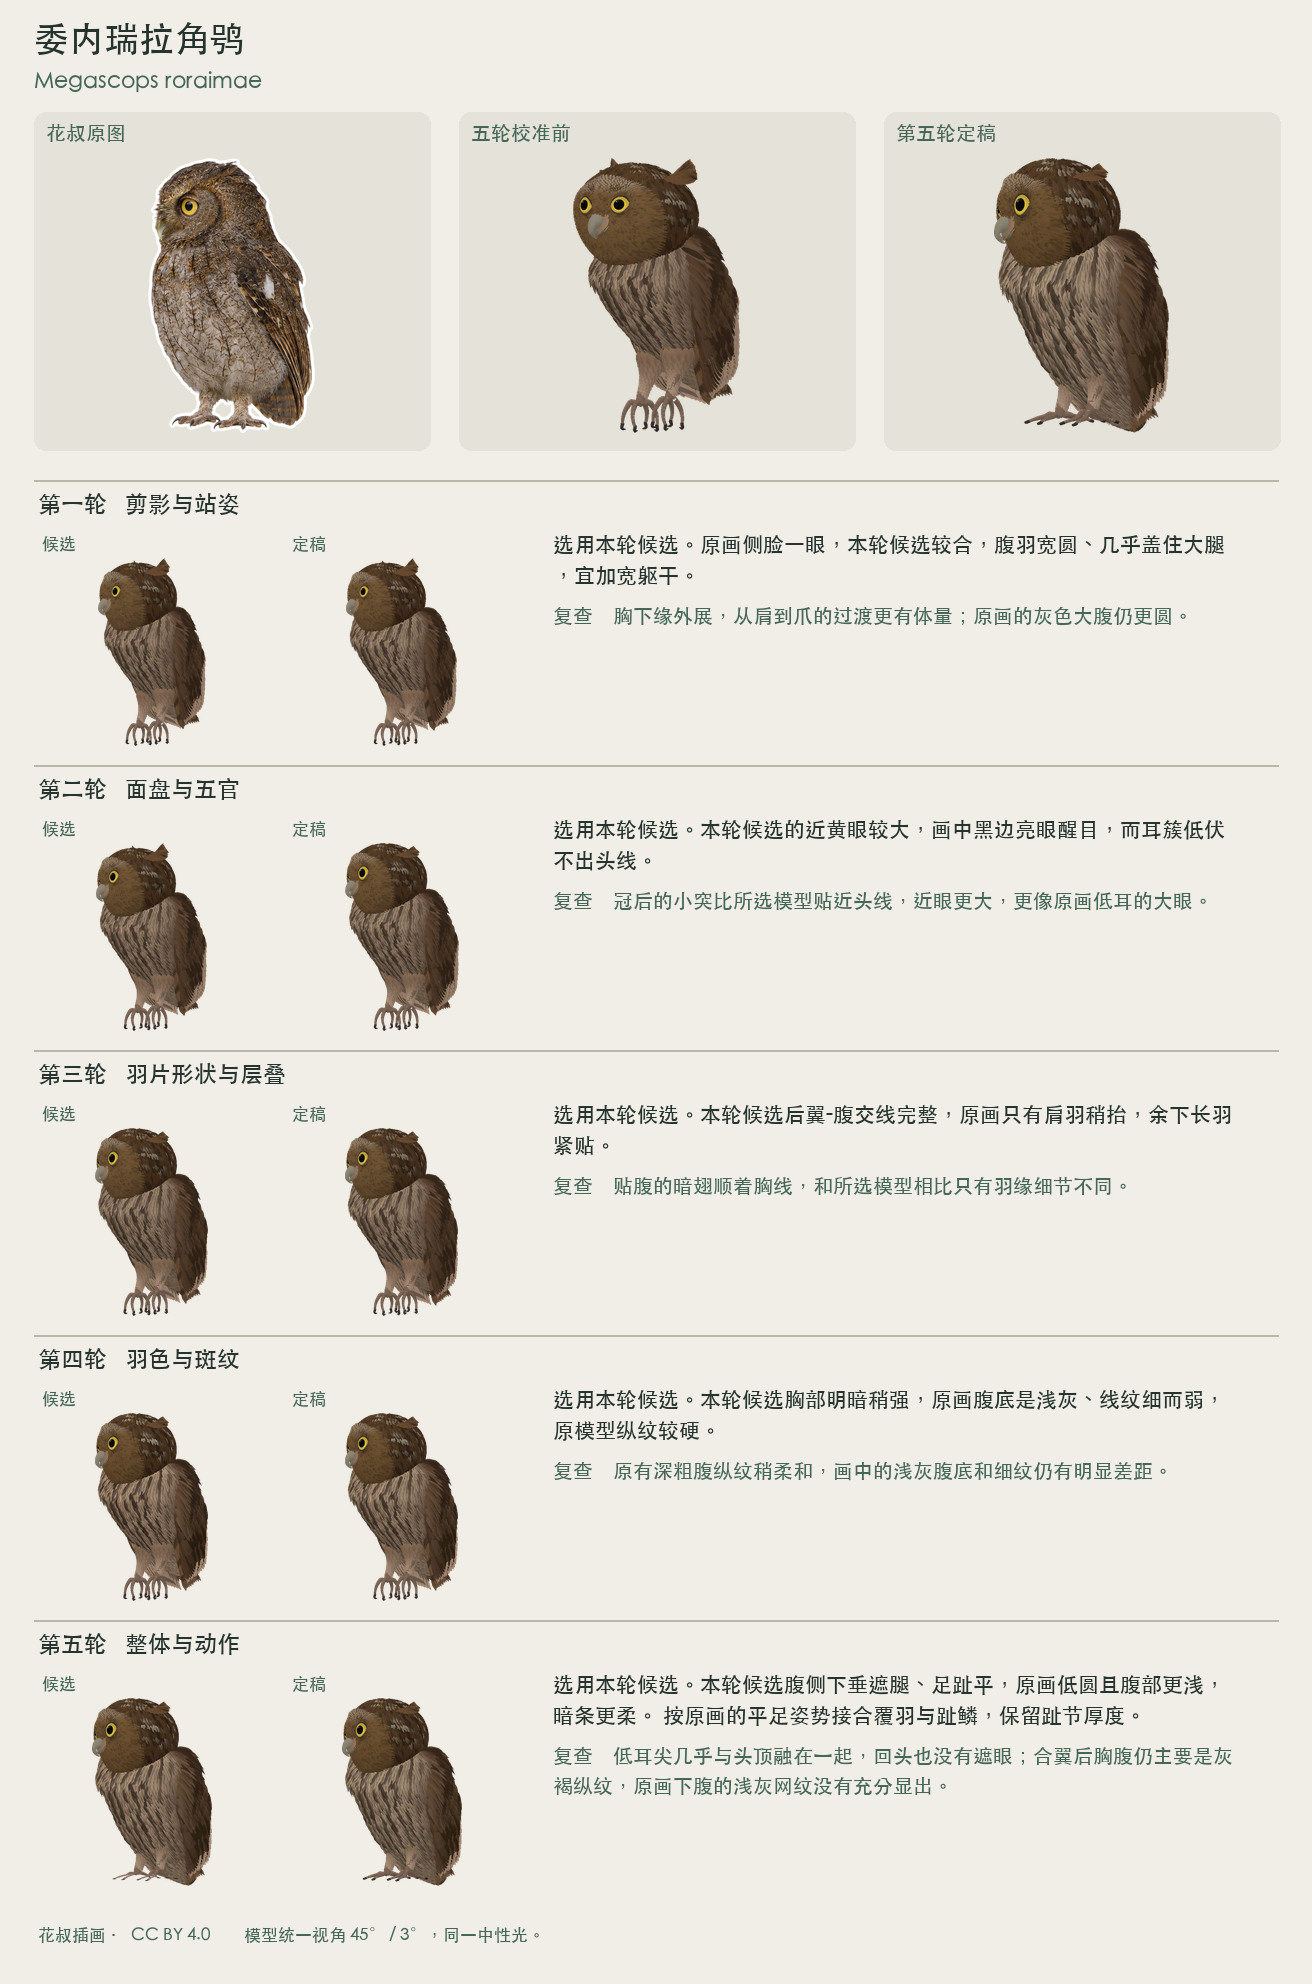 委内瑞拉角鸮
Megascops roraimae
花叔原图
五轮校准前
第五轮定稿
第一轮 剪影与站姿
候选
定稿
选用本轮候选。原画侧脸一眼，本轮候选较合，腹羽宽圆、几乎盖住大腿
，宜加宽躯干。
复查 胸下缘外展，从肩到爪的过渡更有体量；原画的灰色大腹仍更圆。
第二轮 面盘与五官
候选
定稿
选用本轮候选。本轮候选的近黄眼较大，画中黑边亮眼醒目，而耳簇低伏
不出头线。
复查 冠后的小突比所选模型贴近头线，近眼更大，更像原画低耳的大眼。
第三轮 羽片形状与层叠
候选
定稿
选用本轮候选。本轮候选后翼-腹交线完整，原画只有肩羽稍抬，余下长羽
紧贴。
复查 贴腹的暗翅顺着胸线，和所选模型相比只有羽缘细节不同。
第四轮 羽色与斑纹
候选
定稿
选用本轮候选。本轮候选胸部明暗稍强，原画腹底是浅灰、线纹细而弱，
原模型纵纹较硬。
复查 原有深粗腹纵纹稍柔和，画中的浅灰腹底和细纹仍有明显差距。
第五轮 整体与动作
候选
定稿
选用本轮候选。本轮候选腹侧下垂遮腿、足趾平，原画低圆且腹部更浅，
暗条更柔。 按原画的平足姿势接合覆羽与趾鳞，保留趾节厚度。
复查 低耳尖几乎与头顶融在一起，回头也没有遮眼；合翼后胸腹仍主要是灰
褐纵纹，原画下腹的浅灰网纹没有充分显出。
花叔插画 · CC BY 4.0 模型统一视角 45° / 3°，同一中性光。